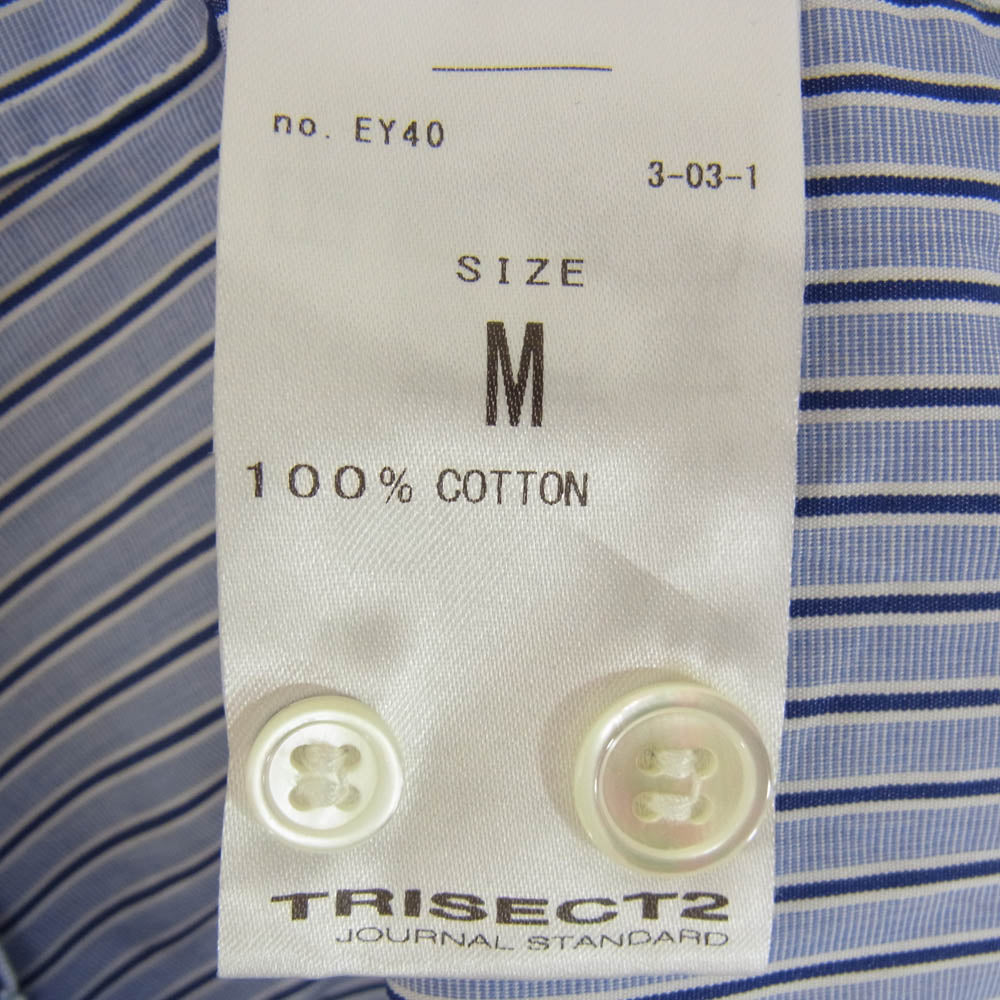 no. EY40
3-03-1
SIZE
M
100% COTTON
TRISECT2
JOURNAL STANDARD